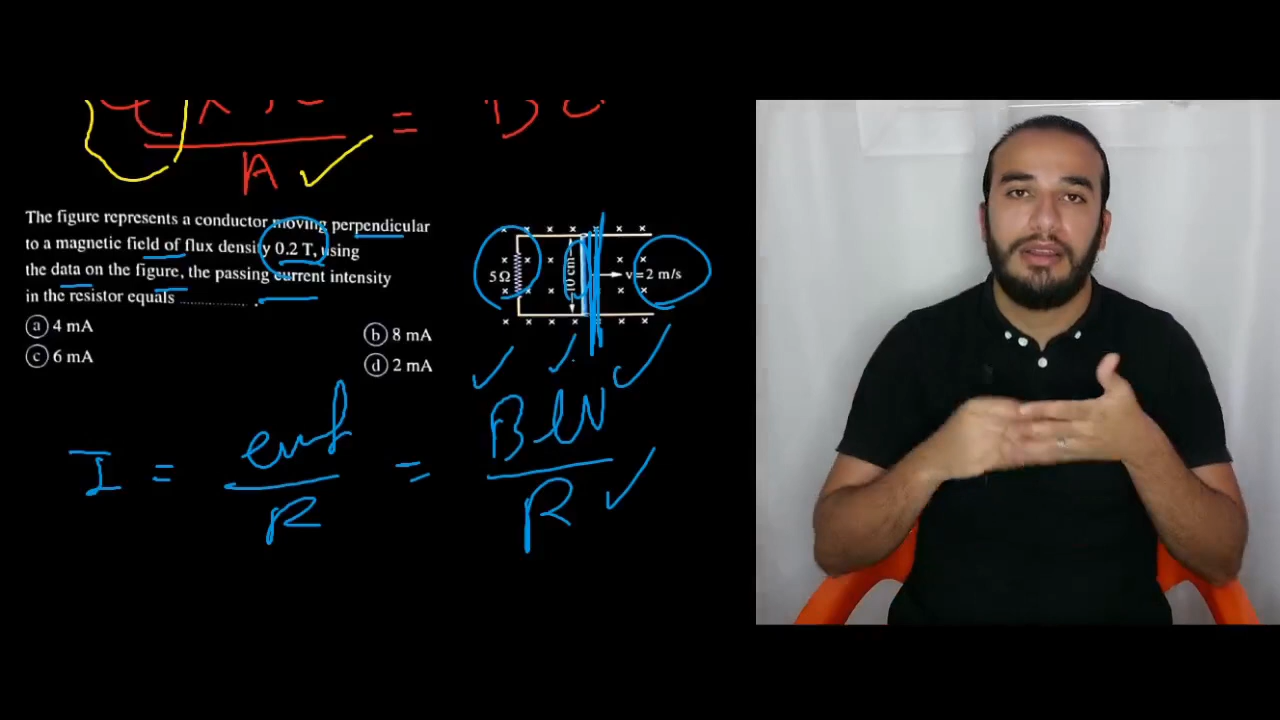 A
=
The figure represents a conductor moving perpendicular
to a magnetic field of flux density 0.2 T, using
the data on the figure, the passing current intensity
in the resistor equals ................ .
a 4 mA
b 8 mA
c 6 mA
d 2 mA
5Ω
10 cm
v = 2 m/s
I = emf / R = Blv / R